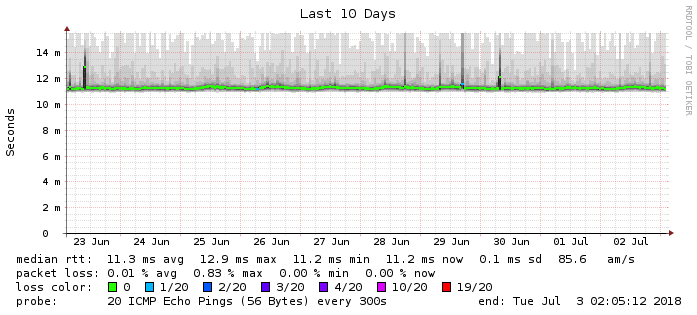 Last 10 Days
RRDTOOL / TOBI OETIKER
Seconds
14 m
12 m
10 m
8 m
6 m
4 m
2 m
0
23 Jun 24 Jun 25 Jun 26 Jun 27 Jun 28 Jun 29 Jun 30 Jun 01 Jul 02 Jul
median rtt: 11.3 ms avg 12.9 ms max 11.2 ms min 11.2 ms now 0.1 ms sd 85.6 am/s
packet loss: 0.01 % avg 0.83 % max 0.00 % min 0.00 % now
loss color: 0 1/20 2/20 3/20 4/20 10/20 19/20
probe: 20 ICMP Echo Pings (56 Bytes) every 300s end: Tue Jul 3 02:05:12 2018